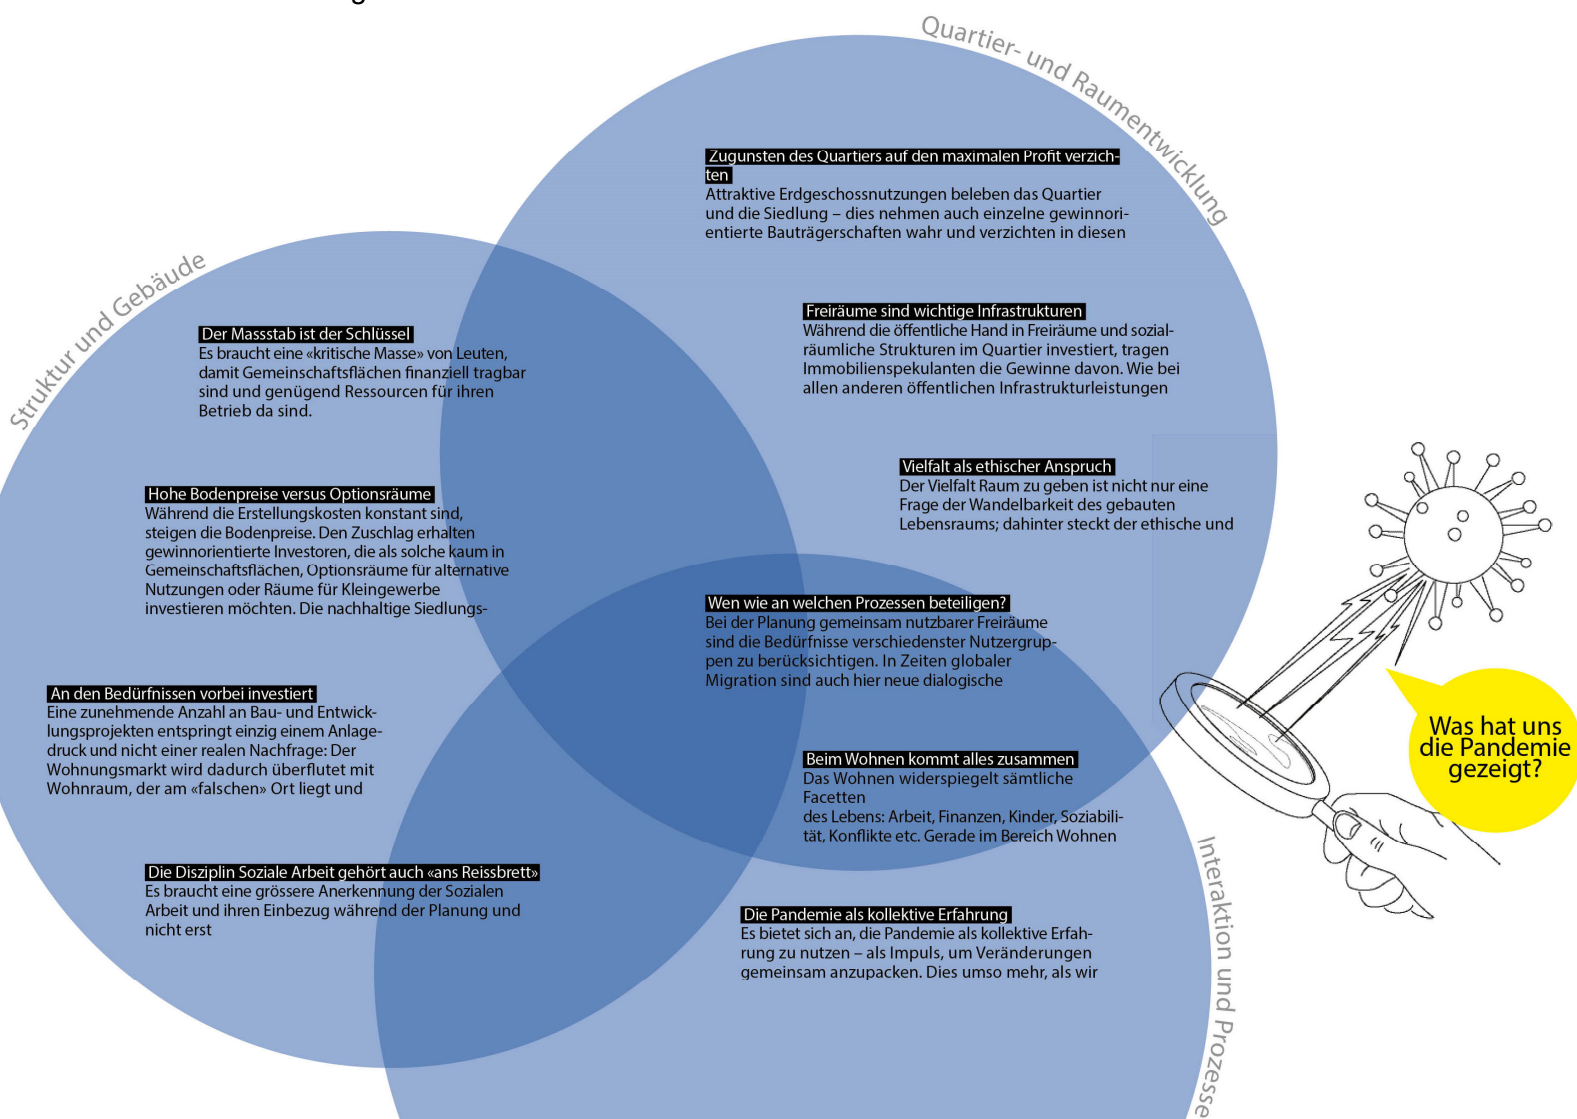 Quartier- und Raumentwicklung
Zugunsten des Quartiers auf den maximalen Profit verzich-
ten
Attraktive Erdgeschossnutzungen beleben das Quartier
und die Siedlung – dies nehmen auch einzelne gewinnori-
entierte Bauträgerschaften wahr und verzichten in diesen
Struktur und Gebäude
Der Massstab ist der Schlüssel
Es braucht eine «kritische Masse» von Leuten,
damit Gemeinschaftsflächen finanziell tragbar
sind und genügend Ressourcen für ihren
Betrieb da sind.
Freiräume sind wichtige Infrastrukturen
Während die öffentliche Hand in Freiräume und sozial-
räumliche Strukturen im Quartier investiert, tragen
Immobilienspekulanten die Gewinne davon. Wie bei
allen anderen öffentlichen Infrastrukturleistungen
Vielfalt als ethischer Anspruch
Der Vielfalt Raum zu geben ist nicht nur eine
Frage der Wandelbarkeit des gebauten
Lebensraums; dahinter steckt der ethische und
Hohe Bodenpreise versus Optionsräume
Während die Erstellungskosten konstant sind,
steigen die Bodenpreise. Den Zuschlag erhalten
gewinnorientierte Investoren, die als solche kaum in
Gemeinschaftsflächen, Optionsräume für alternative
Nutzungen oder Räume für Kleingewerbe
investieren möchten. Die nachhaltige Siedlungs-
Wen wie an welchen Prozessen beteiligen?
Bei der Planung gemeinsam nutzbarer Freiräume
sind die Bedürfnisse verschiedenster Nutzergrup-
pen zu berücksichtigen. In Zeiten globaler
Migration sind auch hier neue dialogische
An den Bedürfnissen vorbei investiert
Eine zunehmende Anzahl an Bau- und Entwick-
lungsprojekten entspringt einzig einem Anlage-
druck und nicht einer realen Nachfrage: Der
Wohnungsmarkt wird dadurch überflutet mit
Wohnraum, der am «falschen» Ort liegt und
Was hat uns
die Pandemie
gezeigt?
Beim Wohnen kommt alles zusammen
Das Wohnen widerspiegelt sämtliche
Facetten
des Lebens: Arbeit, Finanzen, Kinder, Soziabili-
tät, Konflikte etc. Gerade im Bereich Wohnen
Die Disziplin Soziale Arbeit gehört auch «ans Reissbrett»
Es braucht eine grössere Anerkennung der Sozialen
Arbeit und ihren Einbezug während der Planung und
nicht erst
Die Pandemie als kollektive Erfahrung
Es bietet sich an, die Pandemie als kollektive Erfah-
rung zu nutzen – als Impuls, um Veränderungen
gemeinsam anzupacken. Dies umso mehr, als wir
Interaktion und Prozesse